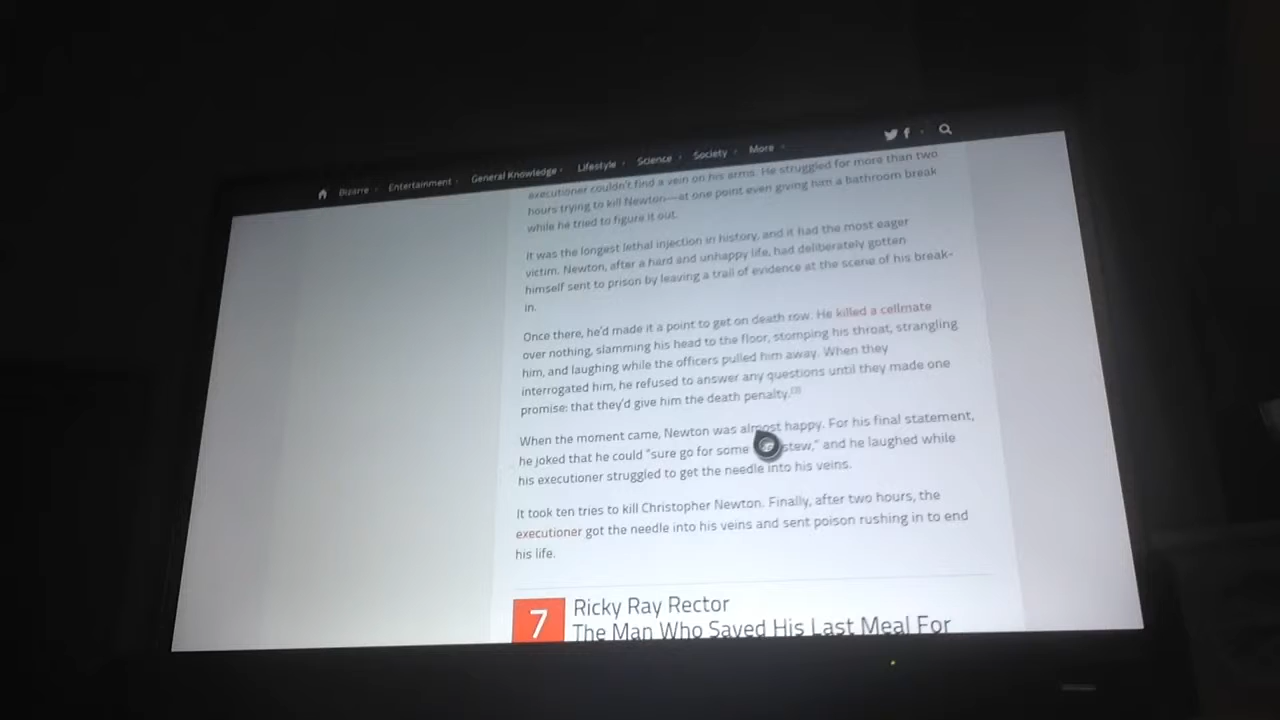 Bizarre Entertainment General Knowledge Lifestyle Science Society More
executioner couldn't find a vein on his arms. He struggled for more than two
hours trying to kill Newton—at one point even giving him a bathroom break
while he tried to figure it out.
It was the longest lethal injection in history, and it had the most eager
victim. Newton, after a hard and unhappy life, had deliberately gotten
himself sent to prison by leaving a trail of evidence at the scene of his break-
in.
Once there, he'd made it a point to get on death row. He killed a cellmate
over nothing, slamming his head to the floor, stomping his throat, strangling
him, and laughing while the officers pulled him away. When they
interrogated him, he refused to answer any questions until they made one
promise: that they'd give him the death penalty.
When the moment came, Newton was almost happy. For his final statement,
he joked that he could "sure go for some stew," and he laughed while
his executioner struggled to get the needle into his veins.
It took ten tries to kill Christopher Newton. Finally, after two hours, the
executioner got the needle into his veins and sent poison rushing in to end
his life.
7 Ricky Ray Rector
The Man Who Saved His Last Meal For